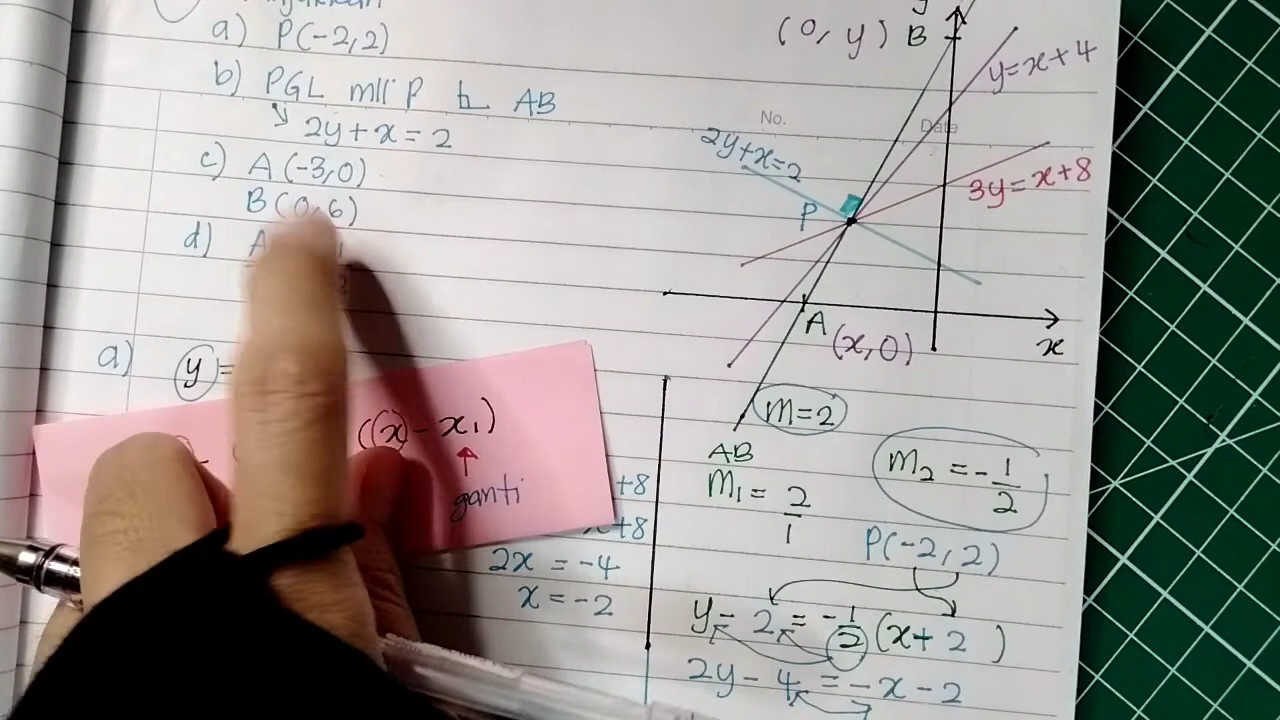 a) P(-2,2)
b) PGL mll P AB
2y+x=2
c) A(-3,0)
B(0,6)
d) A
a) y=
((x)-x₁)
ganti
+8
x+8
2x = -4
x = -2
y
(0, y) B
y=x+4
No.
Date
2y+x=2
3y=x+8
P
A
(x,0)
x
m=2
AB
m₁ = 2/1
m₂ = -1/2
P(-2,2)
y-2 = -1/2 (x+2 )
2y-4 = -x-2